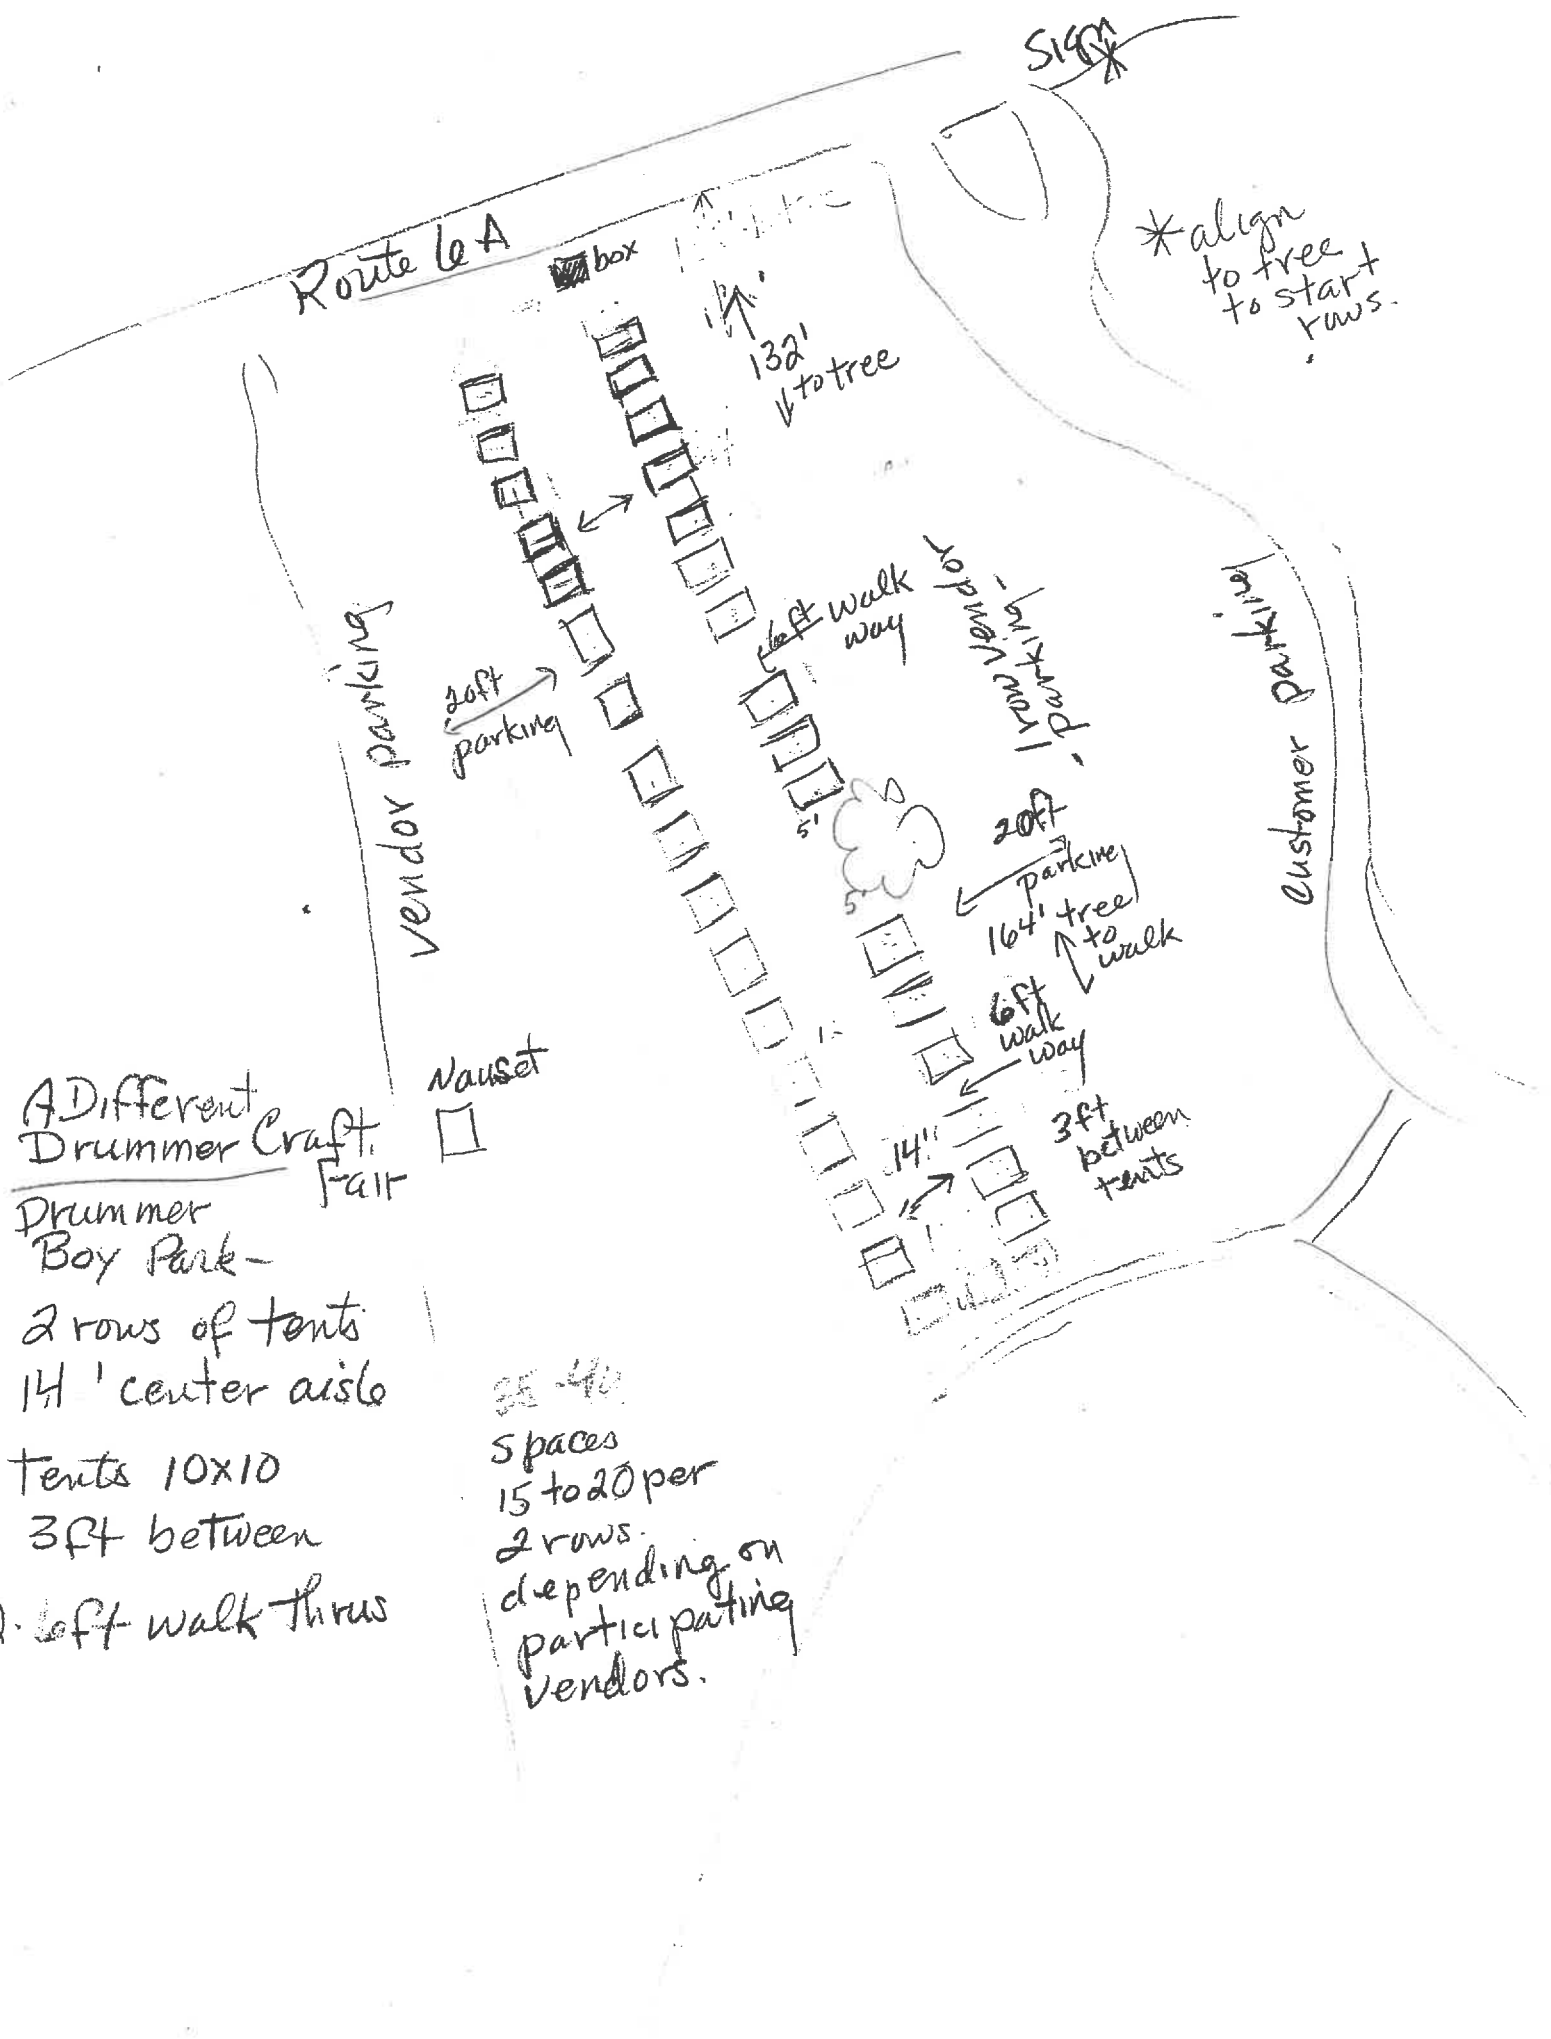 Sign*
Route 6A
box
*align
to tree
to start
rows.
132'
to tree
6ft walk
way
1 row vendor
parking
Customer parking
vendor parking
20ft
parking
5'
5'
20ft
parking
164' tree
to
walk
6ft
walk
way
3ft
between
tents
14'
Nauset
A Different
Drummer Craft
Fair
Drummer
Boy Park-
2 rows of tents
14' center aisle
Tents 10x10
3ft between
6ft walk thrus
38-40
spaces
15 to 20 per
2 rows.
depending on
participating
vendors.